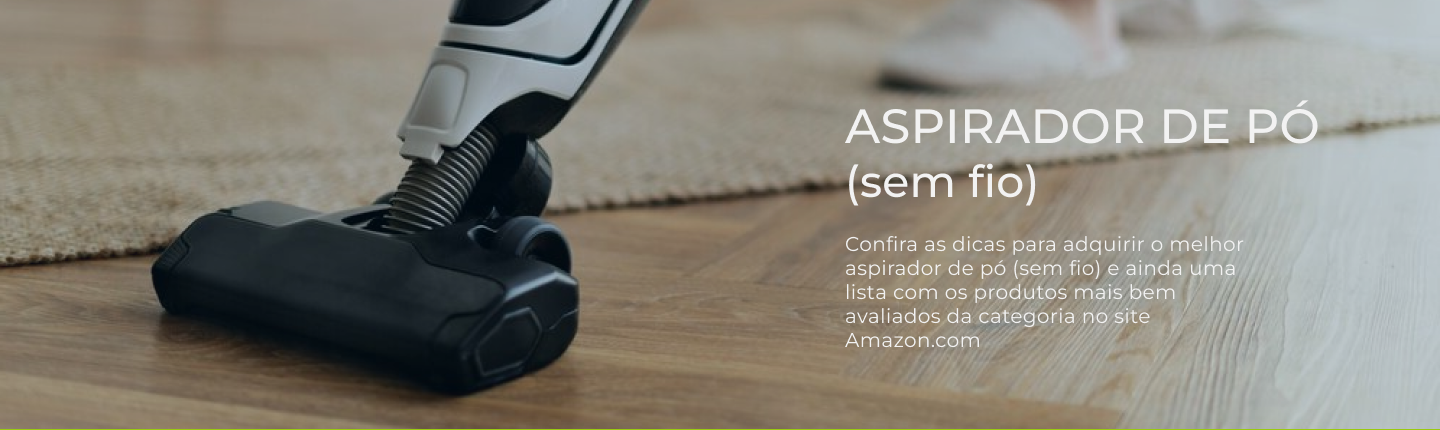 ASPIRADOR DE PÓ
(sem fio)
Confira as dicas para adquirir o melhor
aspirador de pó (sem fio) e ainda uma
lista com os produtos mais bem
avaliados da categoria no site
Amazon.com